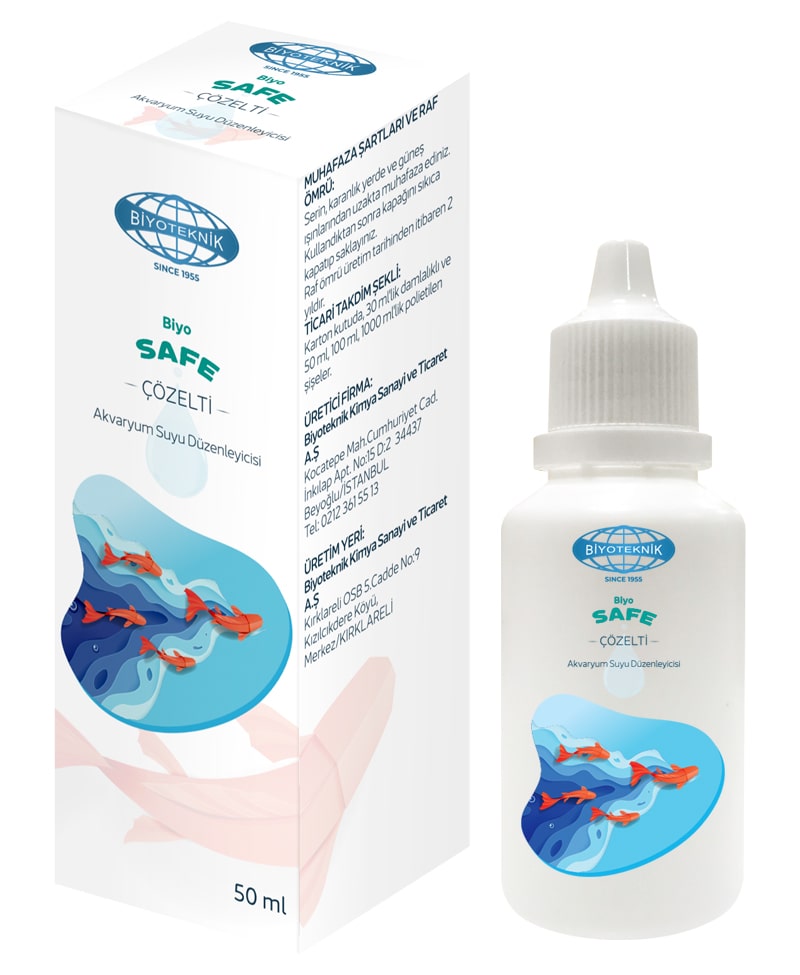 BİYOTEKNİK
SINCE 1955
Biyo
SAFE
ÇÖZELTİ
Akvaryum Suyu Düzenleyicisi
BİYOTEKNİK
SINCE 1955
Biyo
SAFE
ÇÖZELTİ
Akvaryum Suyu Düzenleyicisi
50 ml
MUHAFAZA ŞARTLARI VE RAF
ÖMRÜ:
Serin, karanlık yerde ve güneş
ışınlarından uzakta muhafaza ediniz.
Kullandıktan sonra kapağını sıkıca
kapatıp saklayınız.
Raf ömrü üretim tarihinden itibaren 2
yıldır.
TİCARİ TAKDİM ŞEKLİ:
Karton kutuda, 30 ml'lik damlalıklı ve
50 ml, 100 ml, 1000 ml'lik polietilen
şişeler.
ÜRETİCİ FİRMA:
Biyoteknik Kimya Sanayi ve Ticaret
A.Ş
Kocatepe Mah.Cumhuriyet Cad.
İnkılap Apt. No:15 D:2 34437
Beyoğlu/İSTANBUL
Tel: 0212 361 55 13
ÜRETİM YERİ:
Biyoteknik Kimya Sanayi ve Ticaret
A.Ş
Kırklareli OSB 5.Cadde No:9
Kızılcıkdere Köyü,
Merkez/KIRKLARELİ
BİYOTEKNİK
SINCE 1955
Biyo
SAFE
ÇÖZELTİ
Akvaryum Suyu Düzenleyicisi